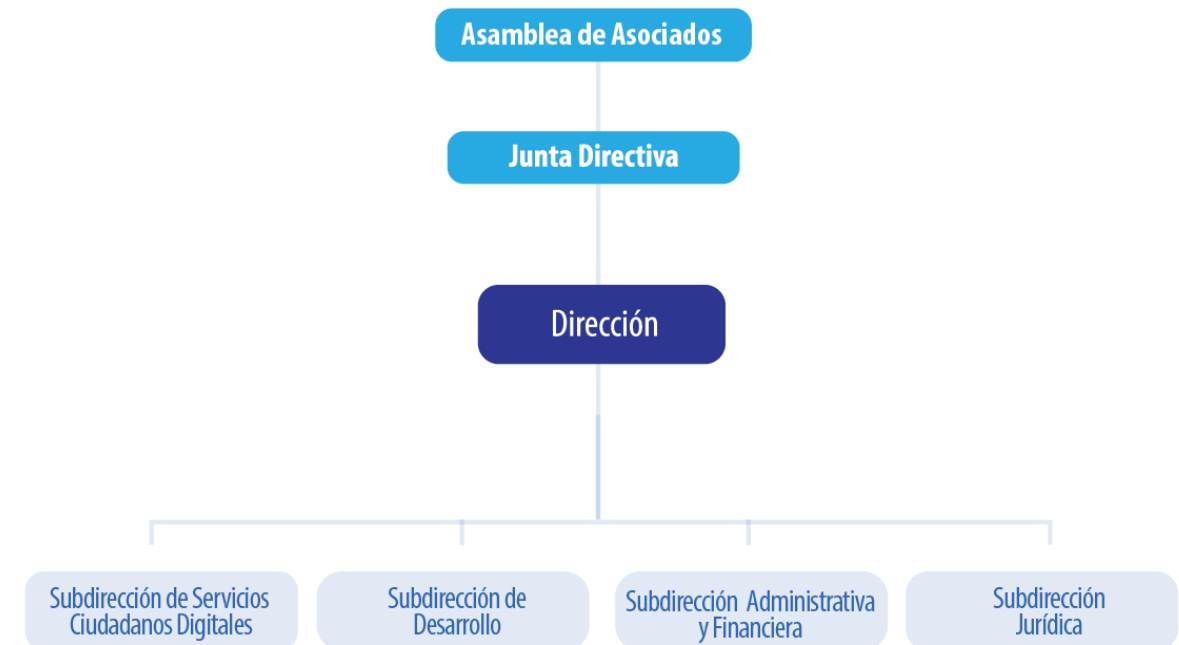 Asamblea de Asociados
Junta Directiva
Dirección
Subdirección de Servicios
Ciudadanos Digitales
Subdirección de
Desarrollo
Subdirección Administrativa
y Financiera
Subdirección
Jurídica